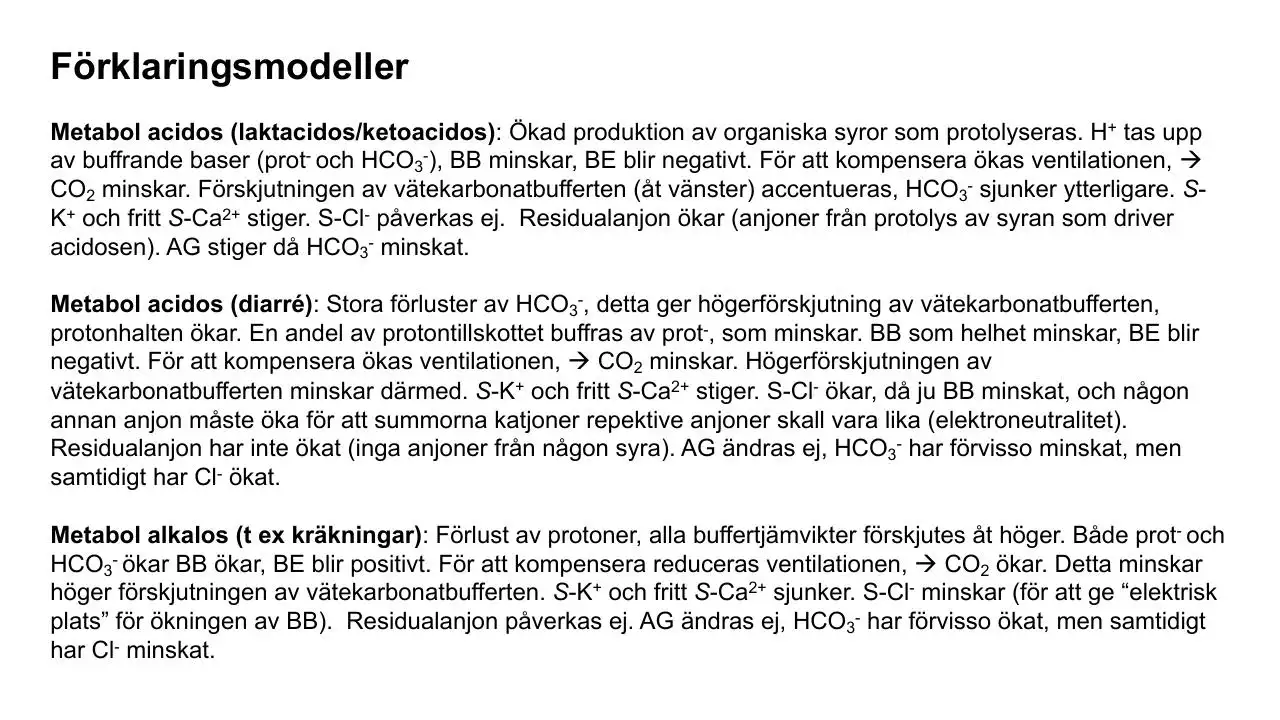 Förklaringsmodeller
Metabol acidos (laktacidos/ketoacidos): Ökad produktion av organiska syror som protolyseras. H⁺ tas upp
av buffrande baser (prot⁻ och HCO₃⁻), BB minskar, BE blir negativt. För att kompensera ökas ventilationen, →
CO₂ minskar. Förskjutningen av vätekarbonatbufferten (åt vänster) accentueras, HCO₃⁻ sjunker ytterligare. S-
K⁺ och fritt S-Ca²⁺ stiger. S-Cl⁻ påverkas ej.  Residualanjon ökar (anjoner från protolys av syran som driver
acidosen). AG stiger då HCO₃⁻ minskat.
Metabol acidos (diarré): Stora förluster av HCO₃⁻, detta ger högerförskjutning av vätekarbonatbufferten,
protonhalten ökar. En andel av protontillskottet buffras av prot⁻, som minskar. BB som helhet minskar, BE blir
negativt. För att kompensera ökas ventilationen, → CO₂ minskar. Högerförskjutningen av
vätekarbonatbufferten minskar därmed. S-K⁺ och fritt S-Ca²⁺ stiger. S-Cl⁻ ökar, då ju BB minskat, och någon
annan anjon måste öka för att summorna katjoner repektive anjoner skall vara lika (elektroneutralitet).
Residualanjon har inte ökat (inga anjoner från någon syra). AG ändras ej, HCO₃⁻ har förvisso minskat, men
samtidigt har Cl⁻ ökat.
Metabol alkalos (t ex kräkningar): Förlust av protoner, alla buffertjämvikter förskjutes åt höger. Både prot⁻ och
HCO₃⁻ ökar BB ökar, BE blir positivt. För att kompensera reduceras ventilationen, → CO₂ ökar. Detta minskar
höger förskjutningen av vätekarbonatbufferten. S-K⁺ och fritt S-Ca²⁺ sjunker. S-Cl⁻ minskar (för att ge “elektrisk
plats” för ökningen av BB).  Residualanjon påverkas ej. AG ändras ej, HCO₃⁻ har förvisso ökat, men samtidigt
har Cl⁻ minskat.